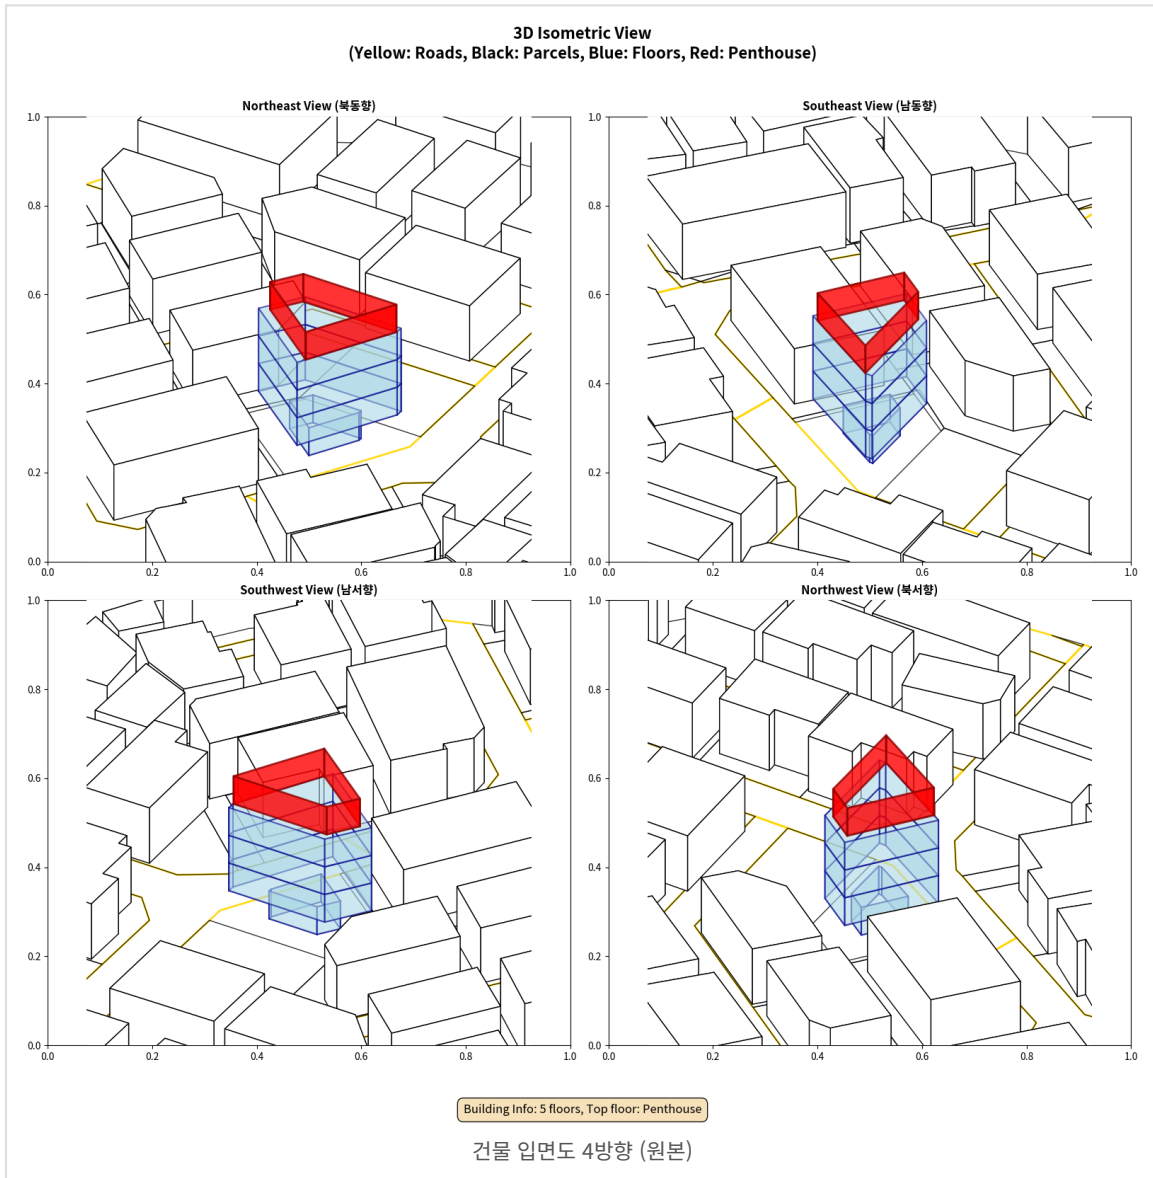 3D Isometric View
(Yellow: Roads, Black: Parcels, Blue: Floors, Red: Penthouse)
Northeast View (북동향)
1.0
0.8
0.6
0.4
0.2
0.0
0.0 0.2 0.4 0.6 0.8 1.0
Southeast View (남동향)
1.0
0.8
0.6
0.4
0.2
0.0
0.0 0.2 0.4 0.6 0.8 1.0
Southwest View (남서향)
1.0
0.8
0.6
0.4
0.2
0.0
0.0 0.2 0.4 0.6 0.8 1.0
Northwest View (북서향)
1.0
0.8
0.6
0.4
0.2
0.0
0.0 0.2 0.4 0.6 0.8 1.0
Building Info: 5 floors, Top floor: Penthouse
건물 입면도 4방향 (원본)